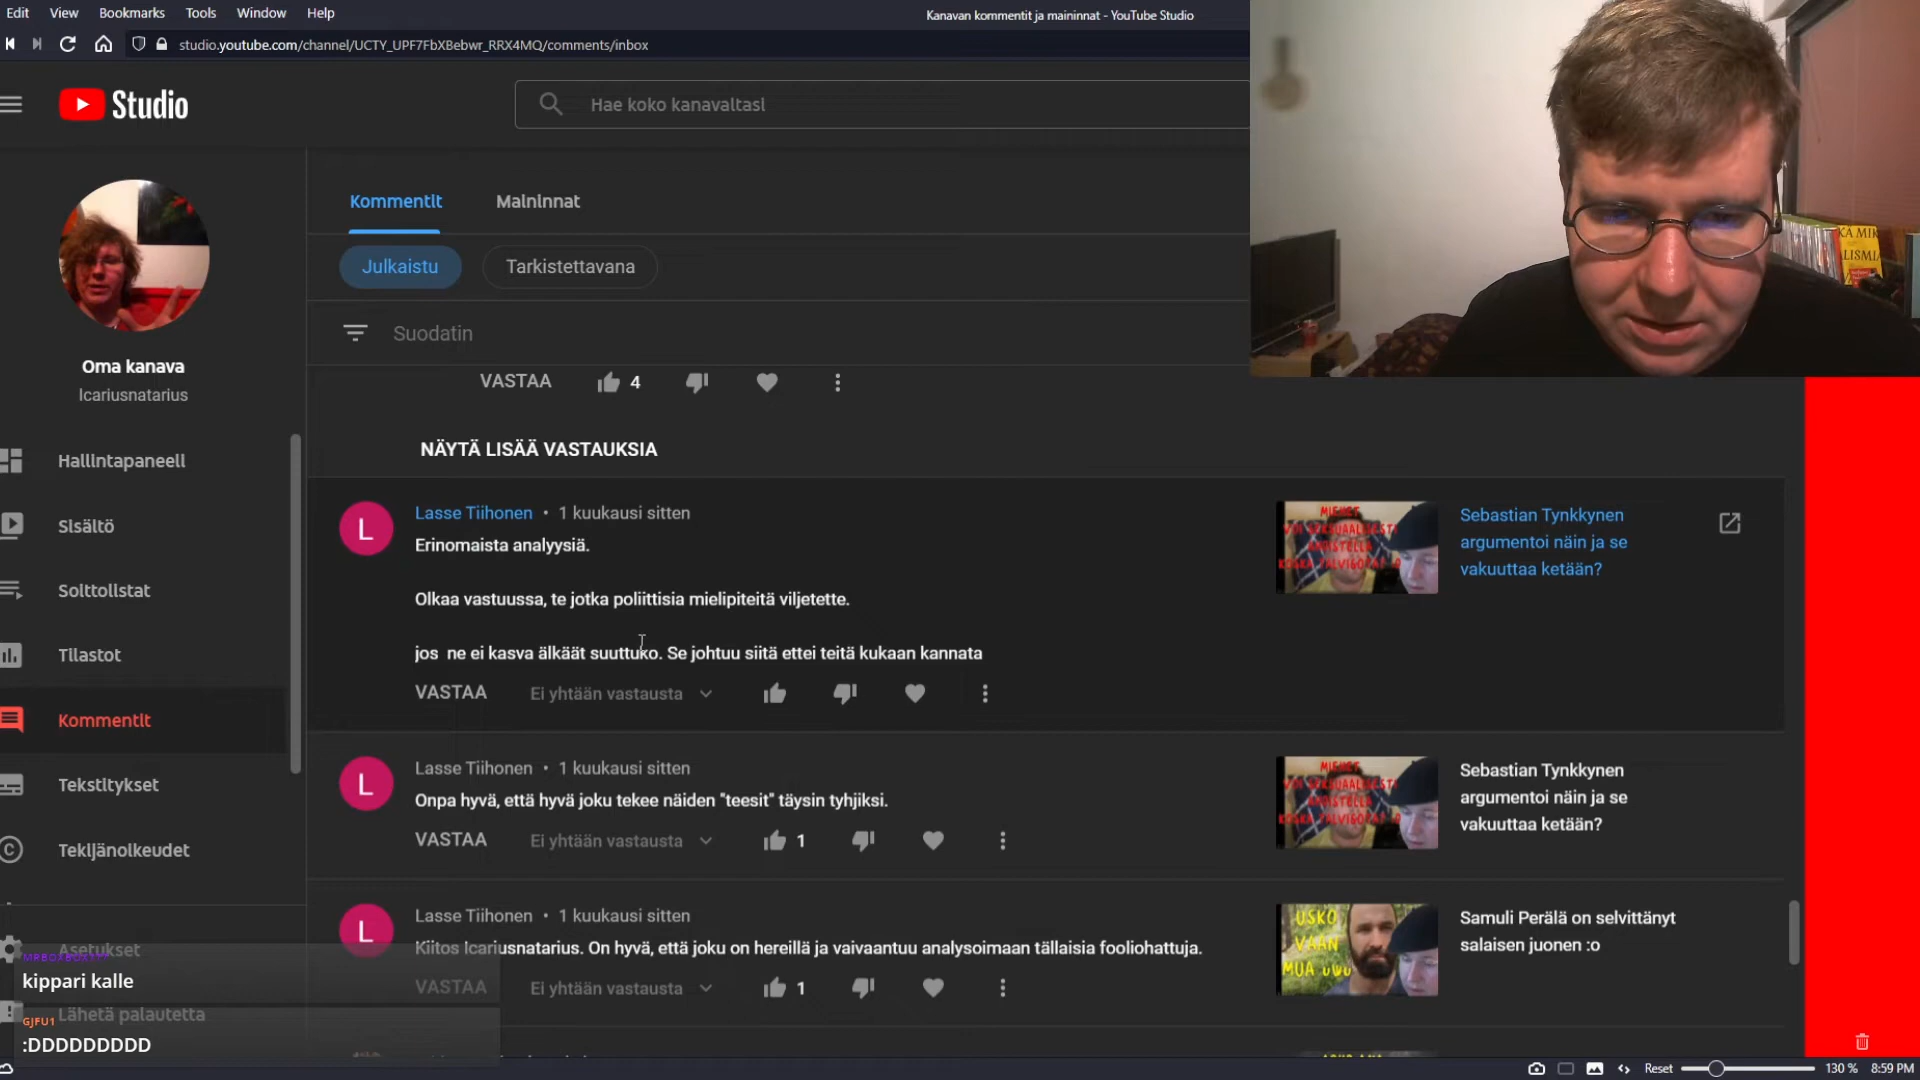 Edit View Bookmarks Tools Window Help
Kanavan kommentit ja maininnat - YouTube Studio
studio.youtube.com/channel/UCTY_UPF7FbXBebwr_RRX4MQ/comments/inbox
Studio
Hae koko kanavaltasi
Oma kanava
Icariusnatarius
Hallintapaneeli
Sisältö
Soittolistat
Tilastot
Kommentit
Tekstitykset
Tekijänoikeudet
Asetukset
kippari kalle
Lähetä palautetta
GJFU1
:DDDDDDDDD
Kommentit Maininnat
Julkaistu Tarkistettavana
Suodatin
VASTAA 4
NÄYTÄ LISÄÄ VASTAUKSIA
L
Lasse Tiihonen • 1 kuukausi sitten
Erinomaista analyysiä.
Olkaa vastuussa, te jotka poliittisia mielipiteitä viljetette.
jos ne ei kasva älkäät suuttuko. Se johtuu siitä ettei teitä kukaan kannata
VASTAA Ei yhtään vastausta
Sebastian Tynkkynen
argumentoi näin ja se
vakuuttaa ketään?
L
Lasse Tiihonen • 1 kuukausi sitten
Onpa hyvä, että hyvä joku tekee näiden "teesit" täysin tyhjiksi.
VASTAA Ei yhtään vastausta 1
Sebastian Tynkkynen
argumentoi näin ja se
vakuuttaa ketään?
L
Lasse Tiihonen • 1 kuukausi sitten
Kiitos Icariusnatarius. On hyvä, että joku on hereillä ja vaivaantuu analysoimaan tällaisia fooliohattuja.
VASTAA Ei yhtään vastausta 1
USKO
VAAN
MUA UWU
Samuli Perälä on selvittänyt
salaisen juonen :o
Reset 130 % 8:59 PM